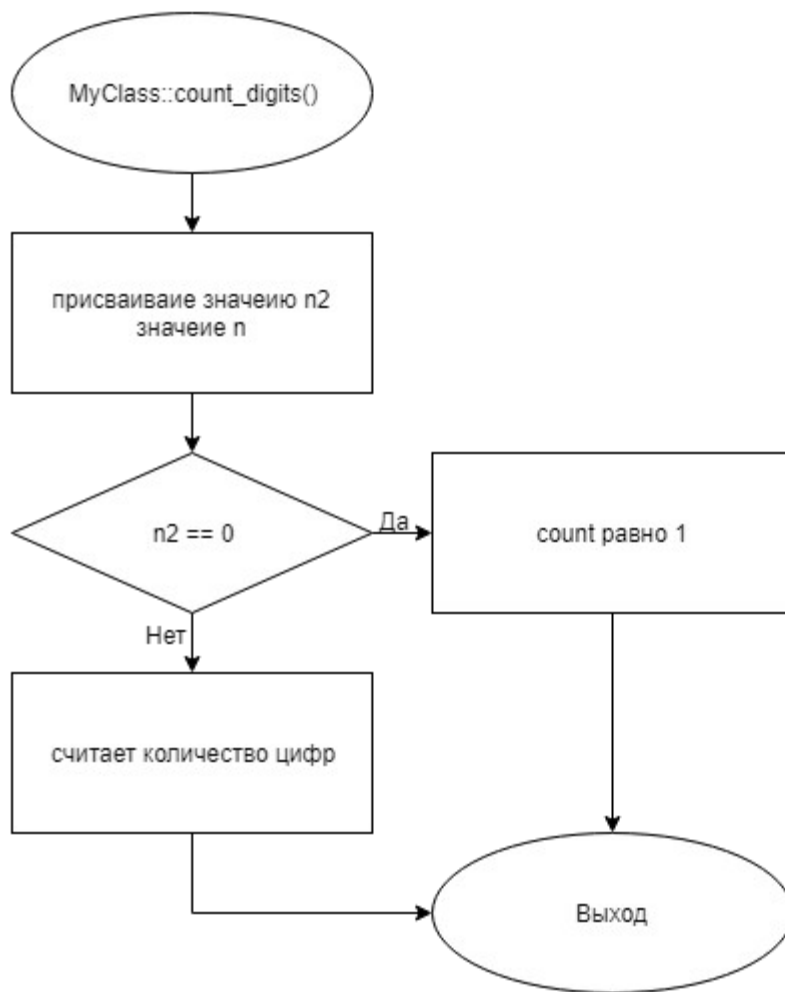 MyClass::count_digits()
присваиваие значеию n2
значеие n
n2 == 0
Да
count равно 1
Нет
считает количество цифр
Выход